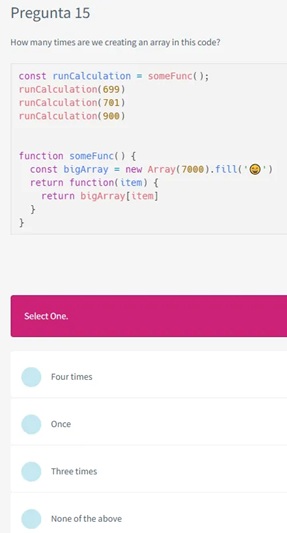 Pregunta 15
How many times are we creating an array in this code?
const runCalculation = someFunc();
runCalculation(699)
runCalculation(701)
runCalculation(900)
function someFunc() {
const bigArray = new Array(7000).fill('😄')
return function(item) {
return bigArray[item]
}
}
Select One.
Four times
Once
Three times
None of the above